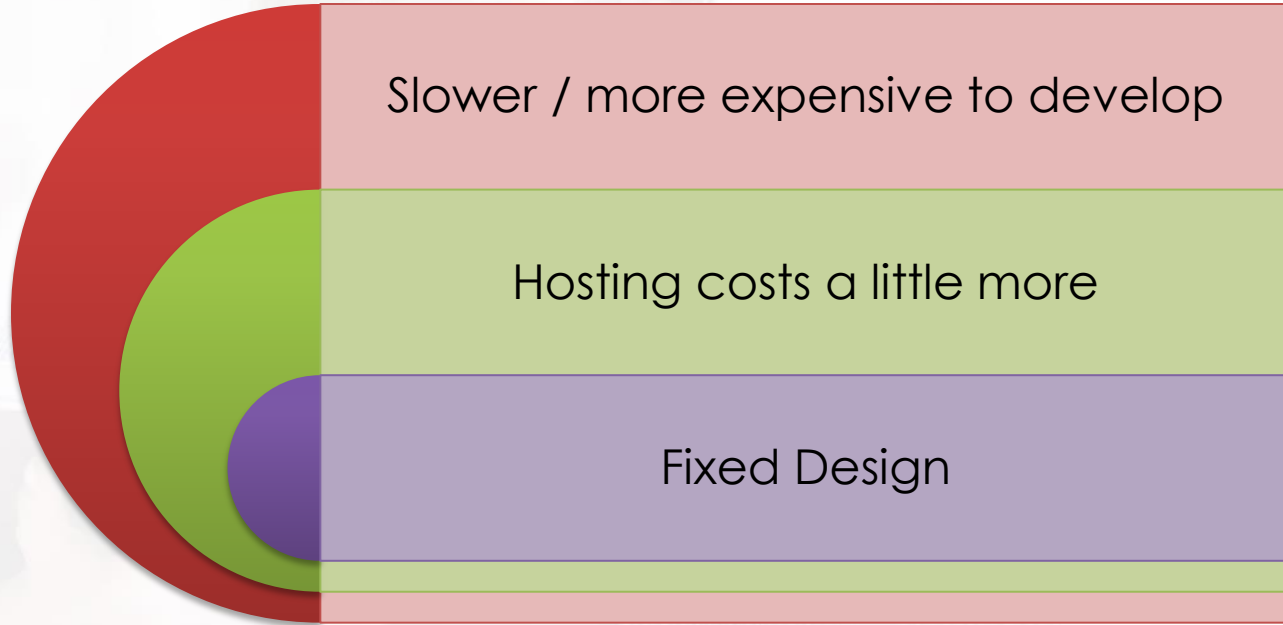 Slower / more expensive to develop
Hosting costs a little more
Fixed Design